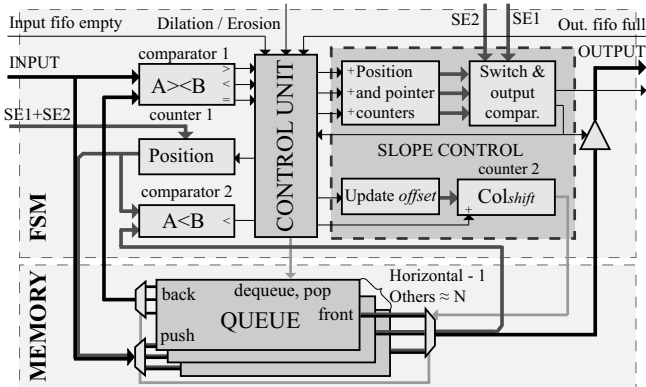 Input fifo empty
Dilation / Erosion
SE2
SE1
Out. fifo full
INPUT
OUTPUT
comparator 1
A><B
>
<
=
CONTROL UNIT
+Position
+and pointer
+counters
Switch &
output
compar.
SE1+SE2
counter 1
Position
SLOPE CONTROL
comparator 2
A<B
<
counter 2
Update offset
Colshift
+
FSM
MEMORY
Horizontal - 1
Others ≈ N
back
dequeue, pop
QUEUE
front
push